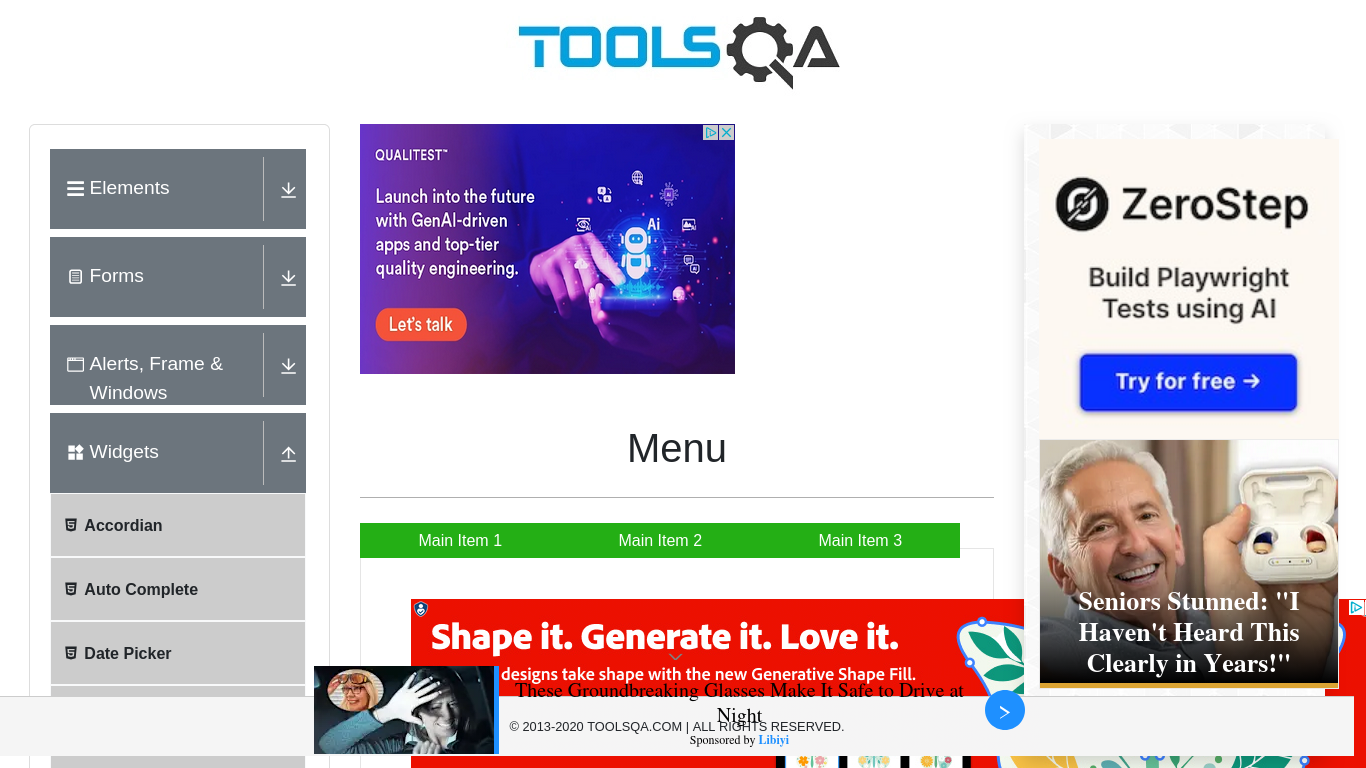 TOOLSQA
Elements
Forms
Alerts, Frame &
Windows
Widgets
Accordian
Auto Complete
Date Picker
QUALITEST™
Launch into the future
with GenAI-driven
apps and top-tier
quality engineering.
Let's talk
Ai
Menu
Main Item 1
Main Item 2
Main Item 3
ZeroStep
Build Playwright
Tests using AI
Try for free →
Seniors Stunned: "I
Haven't Heard This
Clearly in Years!"
Shape it. Generate it. Love it.
designs take shape with the new Generative Shape Fill.
These Groundbreaking Glasses Make It Safe to Drive at
Night
Sponsored by Libiyi
© 2013-2020 TOOLSQA.COM | ALL RIGHTS RESERVED.